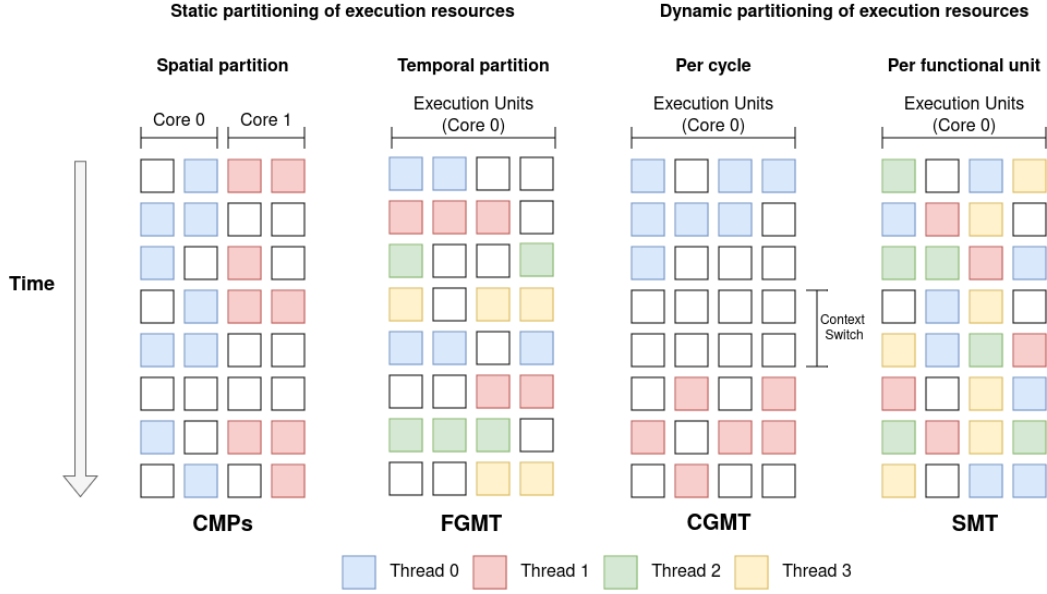 Static partitioning of execution resources
Dynamic partitioning of execution resources
Spatial partition
Temporal partition
Per cycle
Per functional unit
Core 0
Core 1
Execution Units
(Core 0)
Execution Units
(Core 0)
Execution Units
(Core 0)
Time
Context
Switch
CMPs
FGMT
CGMT
SMT
Thread 0
Thread 1
Thread 2
Thread 3